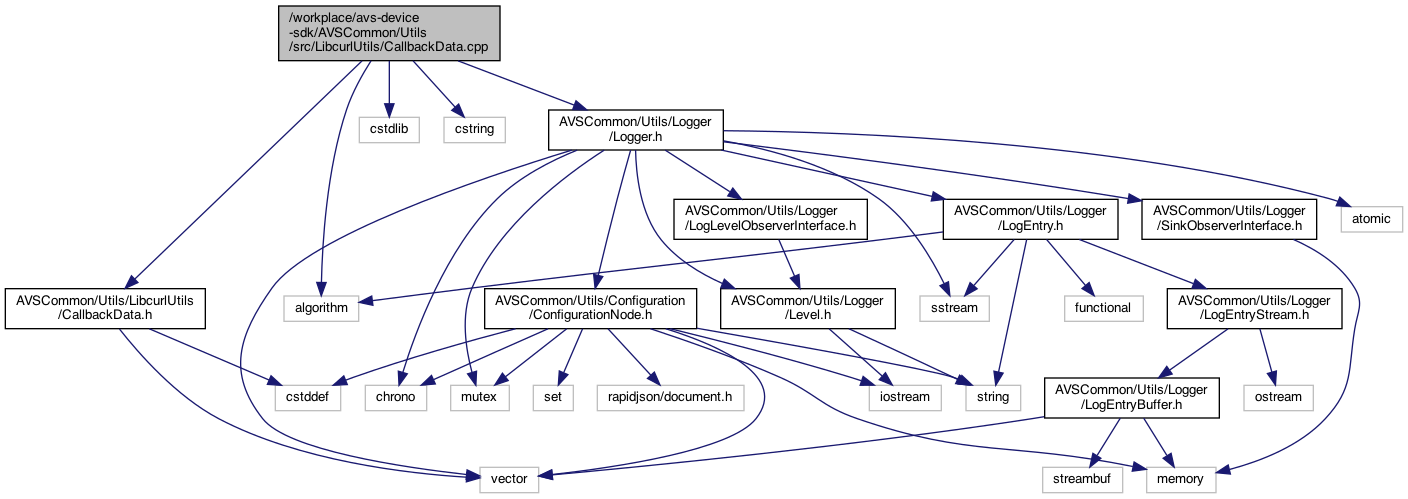 /workplace/avs-device
-sdk/AVSCommon/Utils
/src/LibcurlUtils/CallbackData.cpp
cstdlib
cstring
AVSCommon/Utils/Logger
/Logger.h
AVSCommon/Utils/Logger
/LogLevelObserverInterface.h
AVSCommon/Utils/Logger
/LogEntry.h
AVSCommon/Utils/Logger
/SinkObserverInterface.h
atomic
AVSCommon/Utils/LibcurlUtils
/CallbackData.h
algorithm
AVSCommon/Utils/Configuration
/ConfigurationNode.h
AVSCommon/Utils/Logger
/Level.h
sstream
functional
AVSCommon/Utils/Logger
/LogEntryStream.h
cstddef
chrono
mutex
set
rapidjson/document.h
iostream
string
AVSCommon/Utils/Logger
/LogEntryBuffer.h
ostream
vector
streambuf
memory